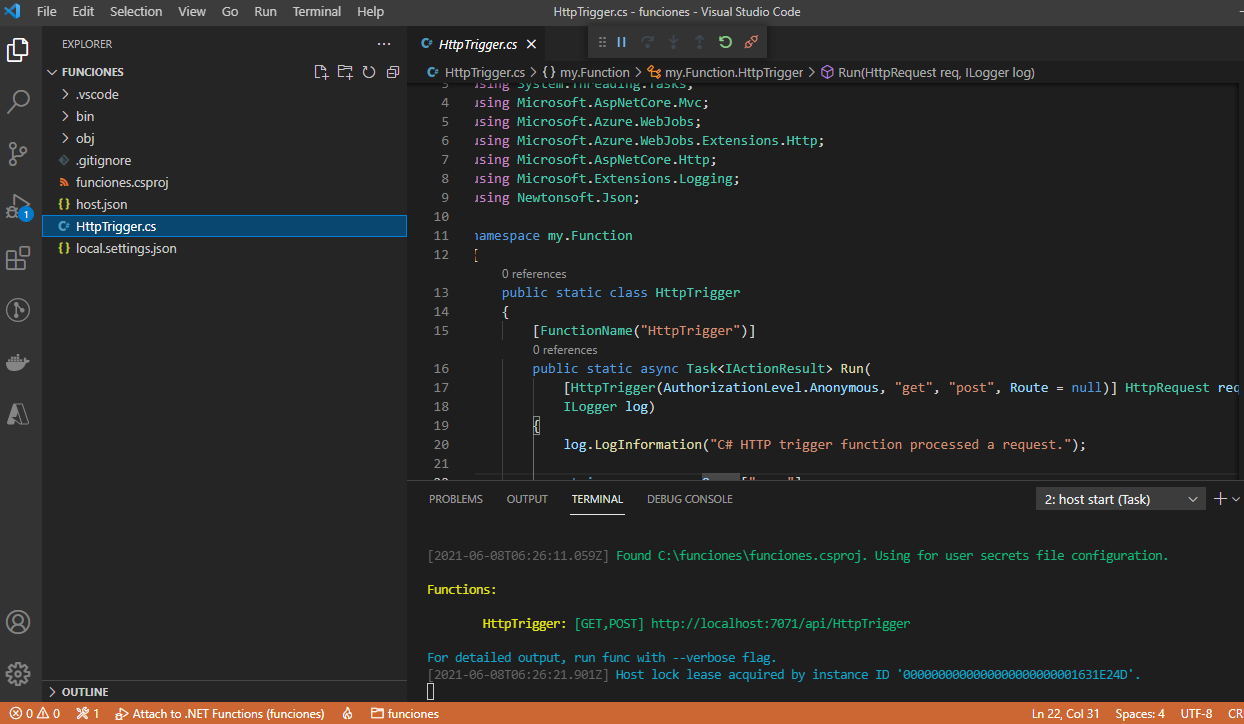 File Edit Selection View Go Run Terminal Help
HttpTrigger.cs - funciones - Visual Studio Code
EXPLORER
FUNCIONES
.vscode
bin
obj
.gitignore
funciones.csproj
host.json
HttpTrigger.cs
local.settings.json
OUTLINE
1
HttpTrigger.cs
HttpTrigger.cs > {} my.Function > my.Function.HttpTrigger > Run(HttpRequest req, ILogger log)
3 using System.Threading.Tasks;
4 using Microsoft.AspNetCore.Mvc;
5 using Microsoft.Azure.WebJobs;
6 using Microsoft.Azure.WebJobs.Extensions.Http;
7 using Microsoft.AspNetCore.Http;
8 using Microsoft.Extensions.Logging;
9 using Newtonsoft.Json;
10
11 namespace my.Function
12 {
0 references
13 public static class HttpTrigger
14 {
15 [FunctionName("HttpTrigger")]
0 references
16 public static async Task<IActionResult> Run(
17 [HttpTrigger(AuthorizationLevel.Anonymous, "get", "post", Route = null)] HttpRequest req
18 ILogger log)
19 {
20 log.LogInformation("C# HTTP trigger function processed a request.");
21
PROBLEMS OUTPUT TERMINAL DEBUG CONSOLE
2: host start (Task)
[2021-06-08T06:26:11.059Z] Found C:\funciones\funciones.csproj. Using for user secrets file configuration.
Functions:
HttpTrigger: [GET,POST] http://localhost:7071/api/HttpTrigger
For detailed output, run func with --verbose flag.
[2021-06-08T06:26:21.901Z] Host lock lease acquired by instance ID '000000000000000000000001631E24D'.
0 0 1 Attach to .NET Functions (funciones) funciones
Ln 22, Col 31 Spaces: 4 UTF-8 CR